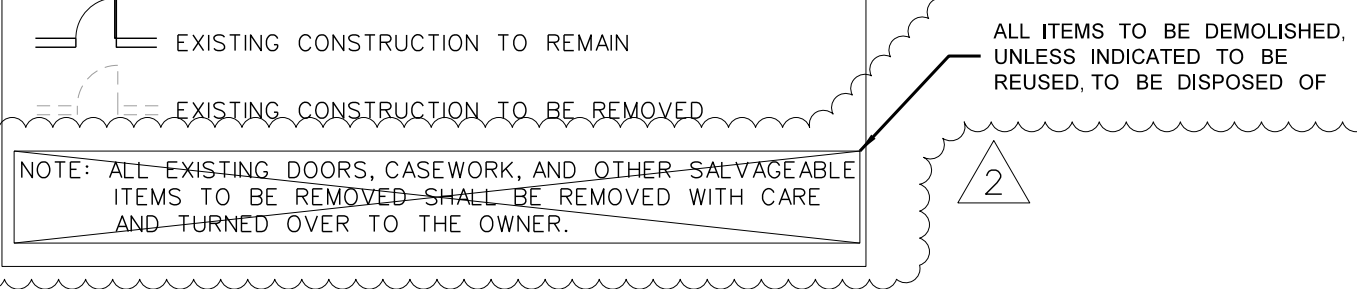 EXISTING CONSTRUCTION TO REMAIN
EXISTING CONSTRUCTION TO BE REMOVED
NOTE: ALL EXISTING DOORS, CASEWORK, AND OTHER SALVAGEABLE
ITEMS TO BE REMOVED SHALL BE REMOVED WITH CARE
AND TURNED OVER TO THE OWNER.
ALL ITEMS TO BE DEMOLISHED,
UNLESS INDICATED TO BE
REUSED, TO BE DISPOSED OF
2